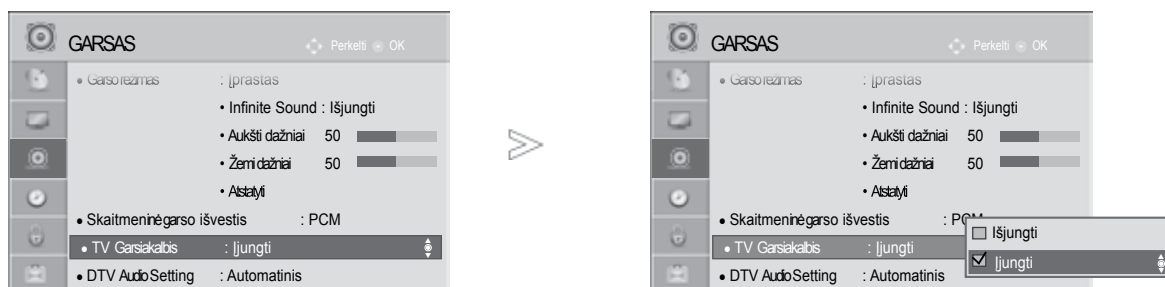 GARSAS Perkelti OK
• Garso režimas : Įprastas
• Infinite Sound : Išjungti
• Aukšti dažniai 50
• Žemi dažniai 50
• Atstatyti
• Skaitmeninė garso išvestis : PCM
• TV Garsiakalbis : Įjungti
• DTV Audio Setting : Automatinis
>
GARSAS Perkelti OK
• Garso režimas : Įprastas
• Infinite Sound : Išjungti
• Aukšti dažniai 50
• Žemi dažniai 50
• Atstatyti
• Skaitmeninė garso išvestis : PCM
• TV Garsiakalbis : Įjungti
• DTV Audio Setting : Automatinis
Išjungti
Įjungti